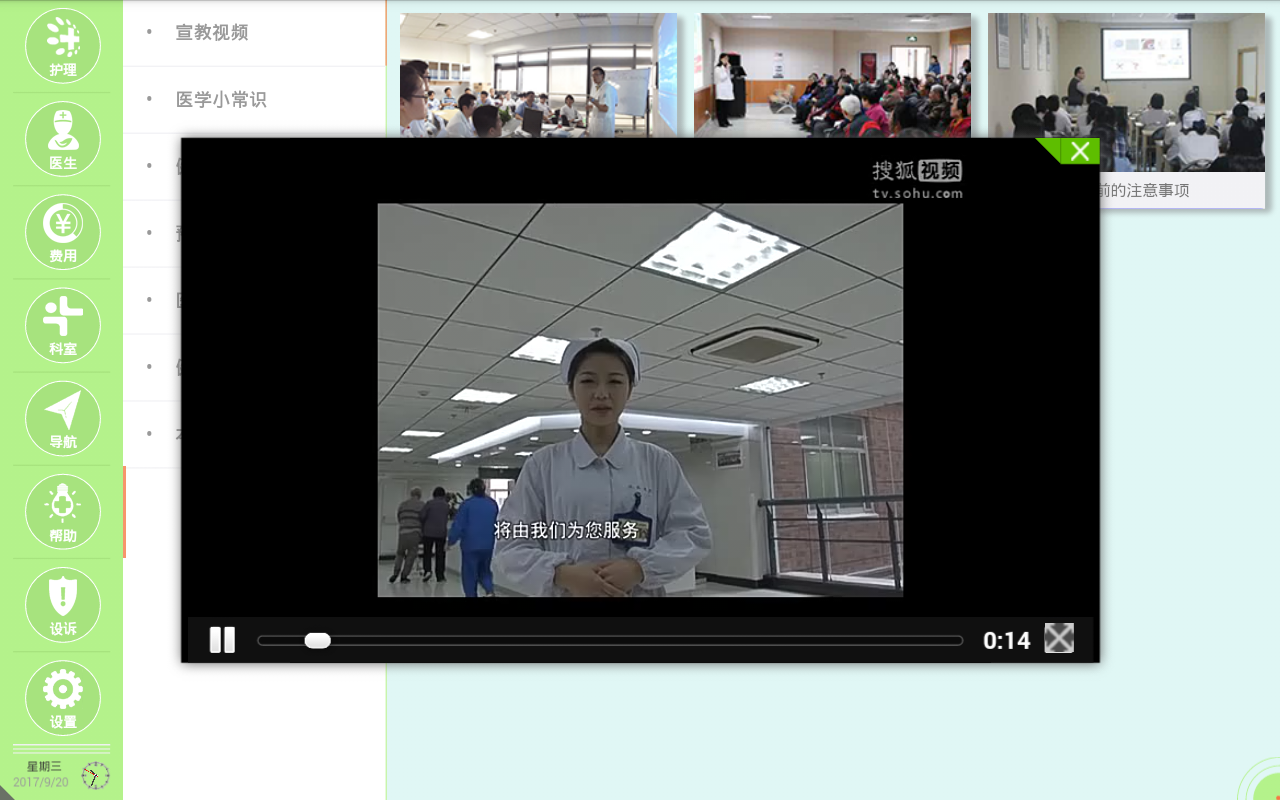 护理
医生
费用
科室
导航
帮助
设诉
设置
星期三
2017/9/20
宣教视频
医学小常识
前的注意事项
搜狐视频
tv.sohu.com
将由我们为您服务
0:14